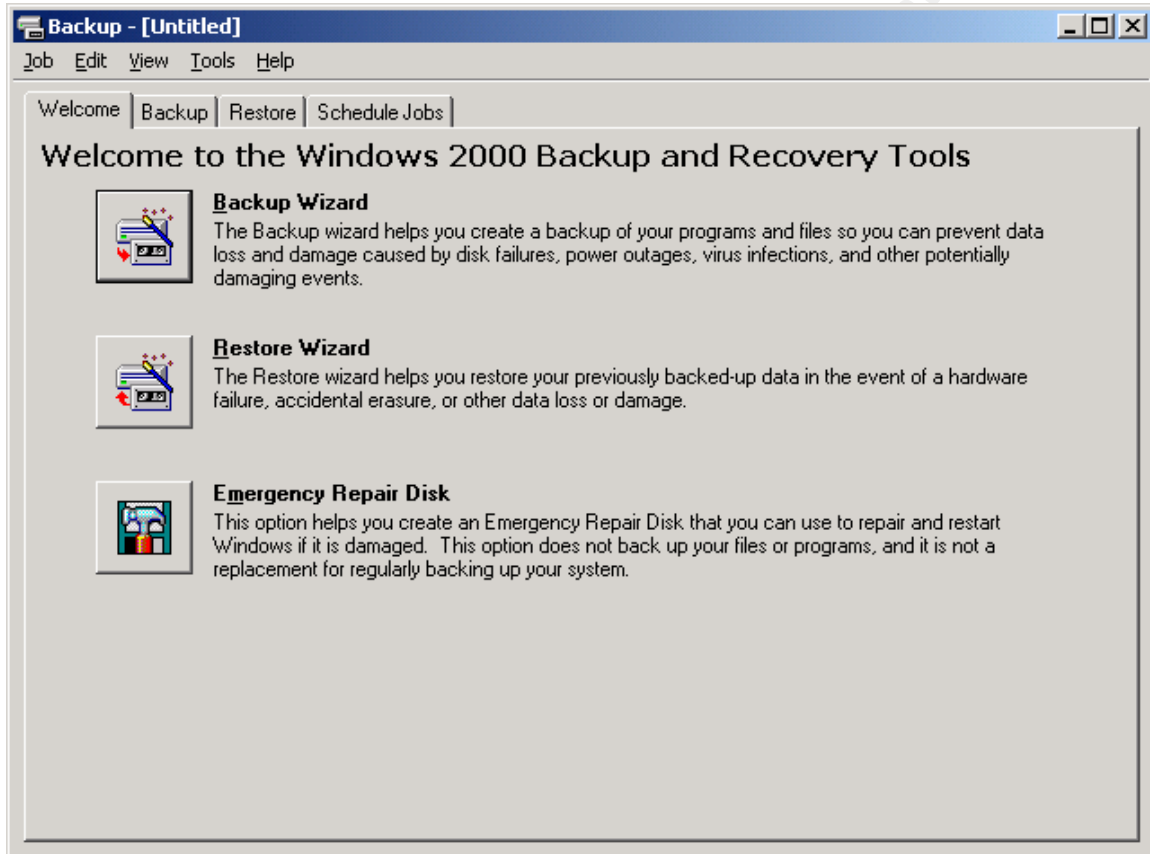 Backup - [Untitled]
Job Edit View Tools Help
Welcome Backup Restore Schedule Jobs
Welcome to the Windows 2000 Backup and Recovery Tools
Backup Wizard
The Backup wizard helps you create a backup of your programs and files so you can prevent data
loss and damage caused by disk failures, power outages, virus infections, and other potentially
damaging events.
Restore Wizard
The Restore wizard helps you restore your previously backed-up data in the event of a hardware
failure, accidental erasure, or other data loss or damage.
Emergency Repair Disk
This option helps you create an Emergency Repair Disk that you can use to repair and restart
Windows if it is damaged.  This option does not back up your files or programs, and it is not a
replacement for regularly backing up your system.